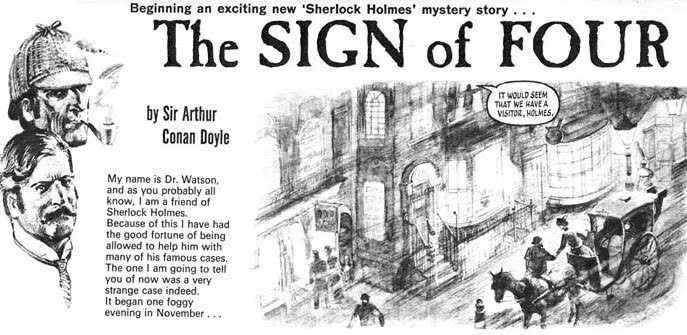 Beginning an exciting new 'Sherlock Holmes' mystery story . . .
The SIGN of FOUR
by Sir Arthur
Conan Doyle
My name is Dr. Watson,
and as you probably all
know, I am a friend of
Sherlock Holmes.
Because of this I have had
the good fortune of being
allowed to help him with
many of his famous cases.
The one I am going to tell
you of now was a very
strange case indeed.
It began one foggy
evening in November . . .
IT WOULD SEEM
THAT WE HAVE A
VISITOR, HOLMES.